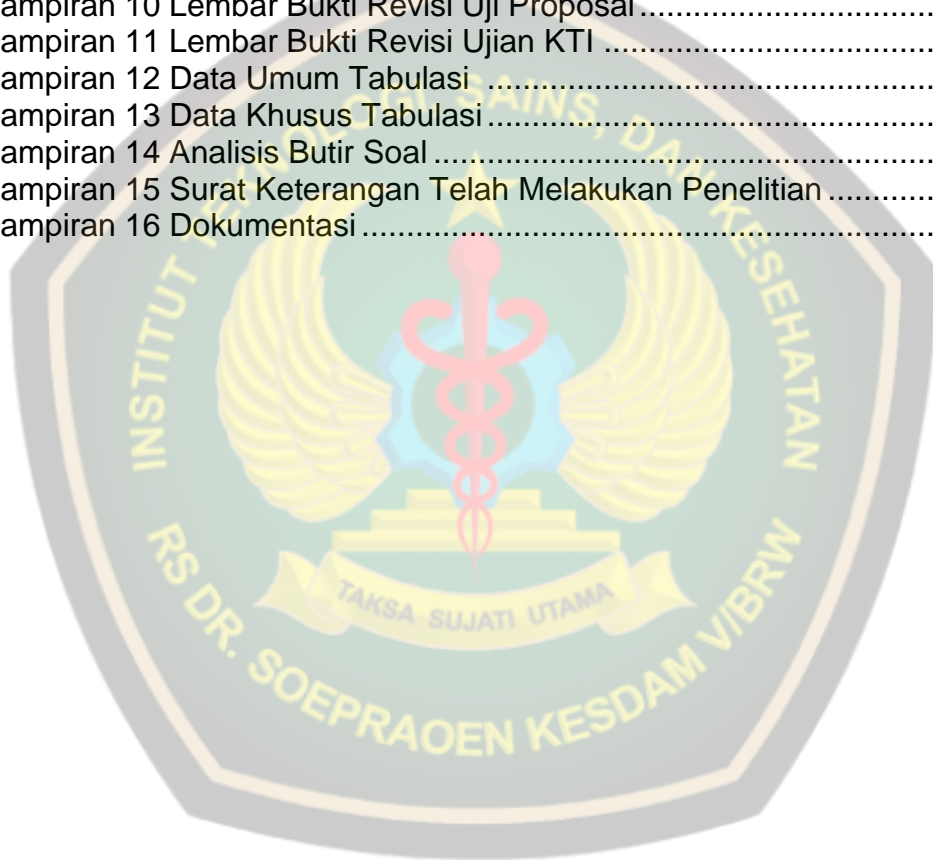 ampiran 10 Lembar Bukti Revisi Uji Proposal........................................
ampiran 11 Lembar Bukti Revisi Ujian KTI ........................................
ampiran 12 Data Umum Tabulasi ........................................
ampiran 13 Data Khusus Tabulasi........................................
ampiran 14 Analisis Butir Soal........................................
ampiran 15 Surat Keterangan Telah Melakukan Penelitian............
ampiran 16 Dokumentasi........................................
INSTITUT TEKNOLOGI, SAINS, DAN KESEHATAN
TAKSA SUJATI UTAMA
RS DR. SOEPRAOEN KESDAM V/BRW